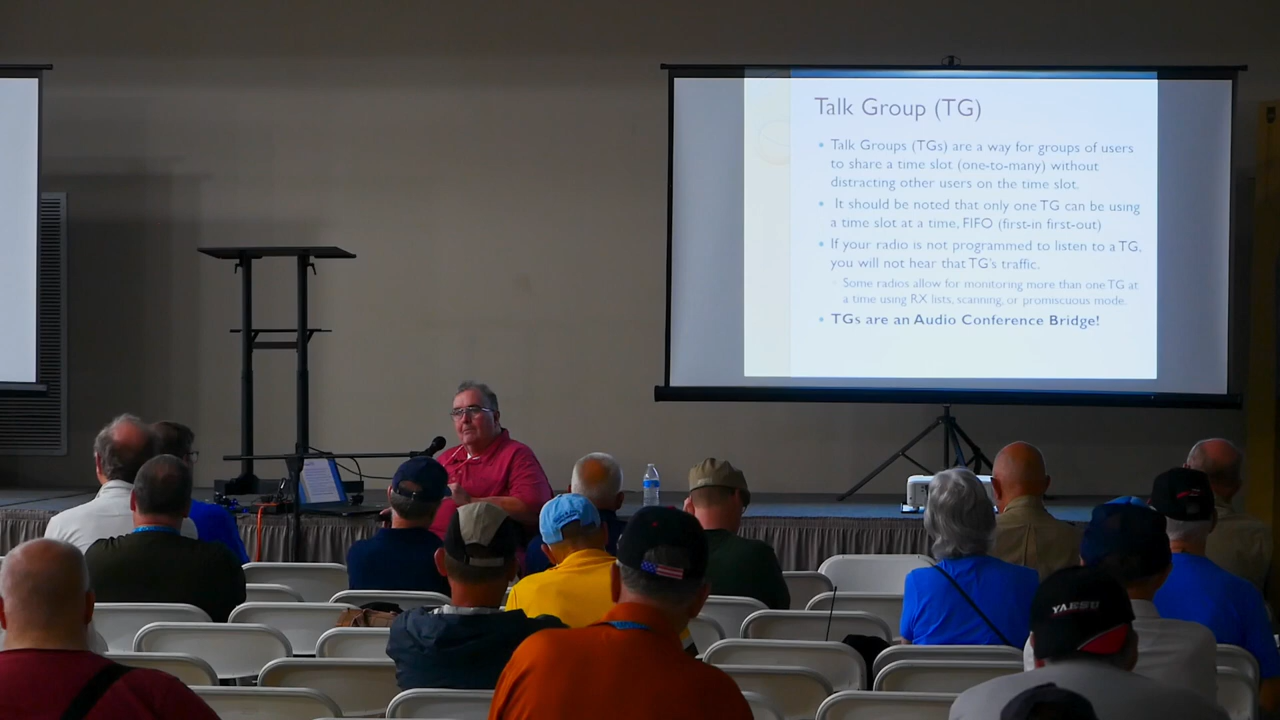 Talk Group (TG)
• Talk Groups (TGs) are a way for groups of users
to share a time slot (one-to-many) without
distracting other users on the time slot.
• It should be noted that only one TG can be using
a time slot at a time, FIFO (first-in first-out)
• If your radio is not programmed to listen to a TG,
you will not hear that TG's traffic.
Some radios allow for monitoring more than one TG at
a time using RX lists, scanning, or promiscuous mode.
• TGs are an Audio Conference Bridge!
YAESU